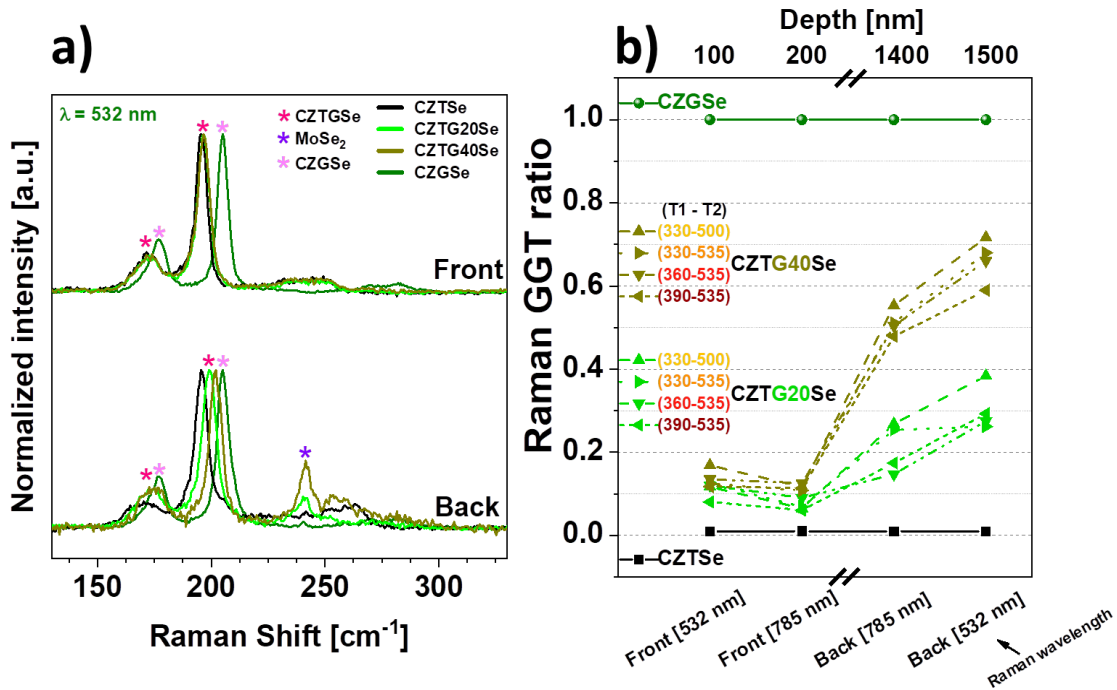 a)
λ = 532 nm
* CZTGSe
* MoSe₂
* CZGSe
CZTSe
CZTG20Se
CZTG40Se
CZGSe
* *
* *
Front
* *
* *
*
Back
Normalized intensity [a.u.]
150 200 250 300
Raman Shift [cm⁻¹]
b)
Depth [nm]
100 200 1400 1500
CZGSe
(T1 - T2)
(330-500)
(330-535)
(360-535)
(390-535)
CZTG40Se
(330-500)
(330-535)
(360-535)
(390-535)
CZTG20Se
CZTSe
1.0
0.8
0.6
0.4
0.2
0.0
Raman GGT ratio
Front [532 nm]
Front [785 nm]
Back [785 nm]
Back [532 nm]
Raman wavelength